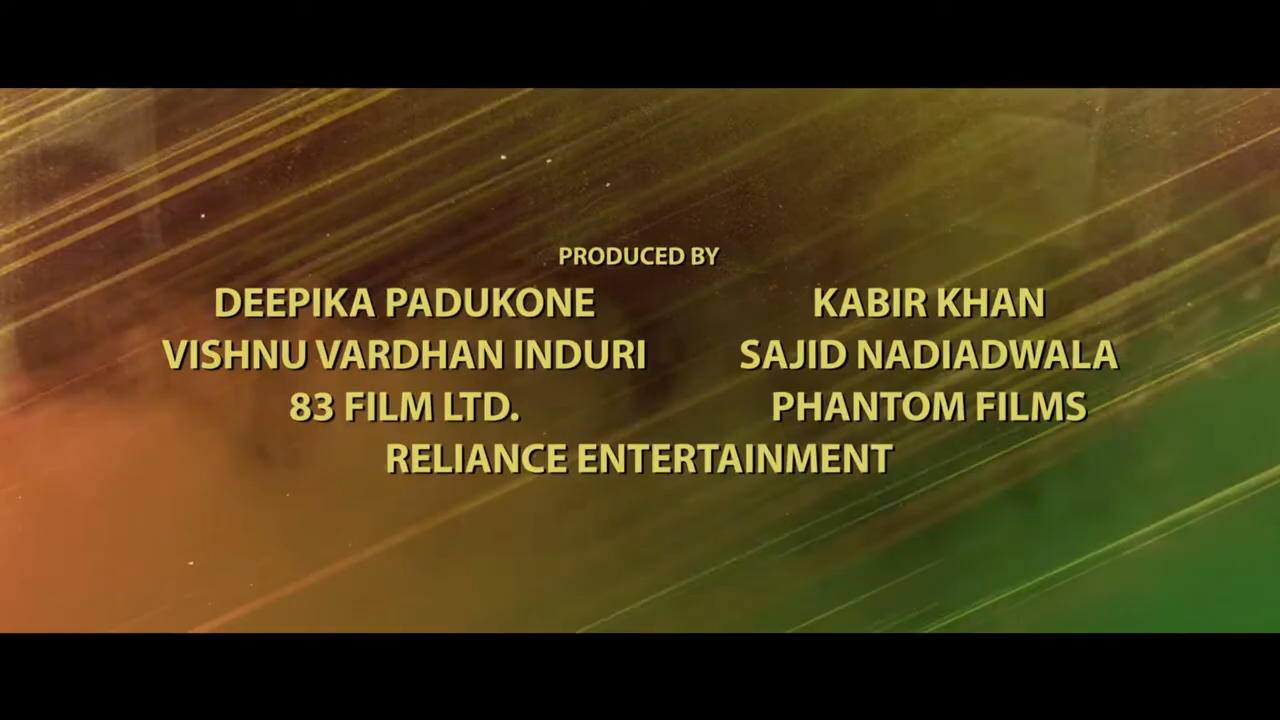 PRODUCED BY
DEEPIKA PADUKONE
KABIR KHAN
VISHNU VARDHAN INDURI
SAJID NADIADWALA
83 FILM LTD.
PHANTOM FILMS
RELIANCE ENTERTAINMENT